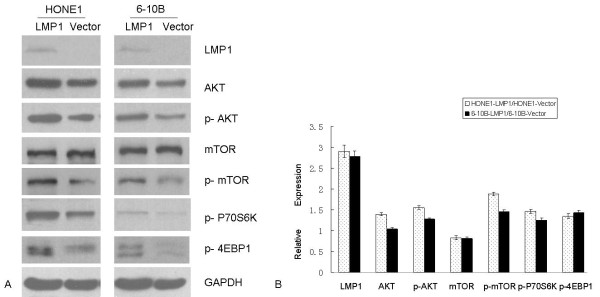 HONE1 6-10B
LMP1 Vector LMP1 Vector
LMP1
AKT
p- AKT
mTOR
p- mTOR
p- P70S6K
p- 4EBP1
GAPDH
A
HONE1-LMP1/HONE1-Vector
6-10B-LMP1/6-10B-Vector
Relative Expression
3.5
3
2.5
2
1.5
1
0.5
0
LMP1 AKT p-AKT mTOR p-mTOR p-P70S6K p-4EBP1
B